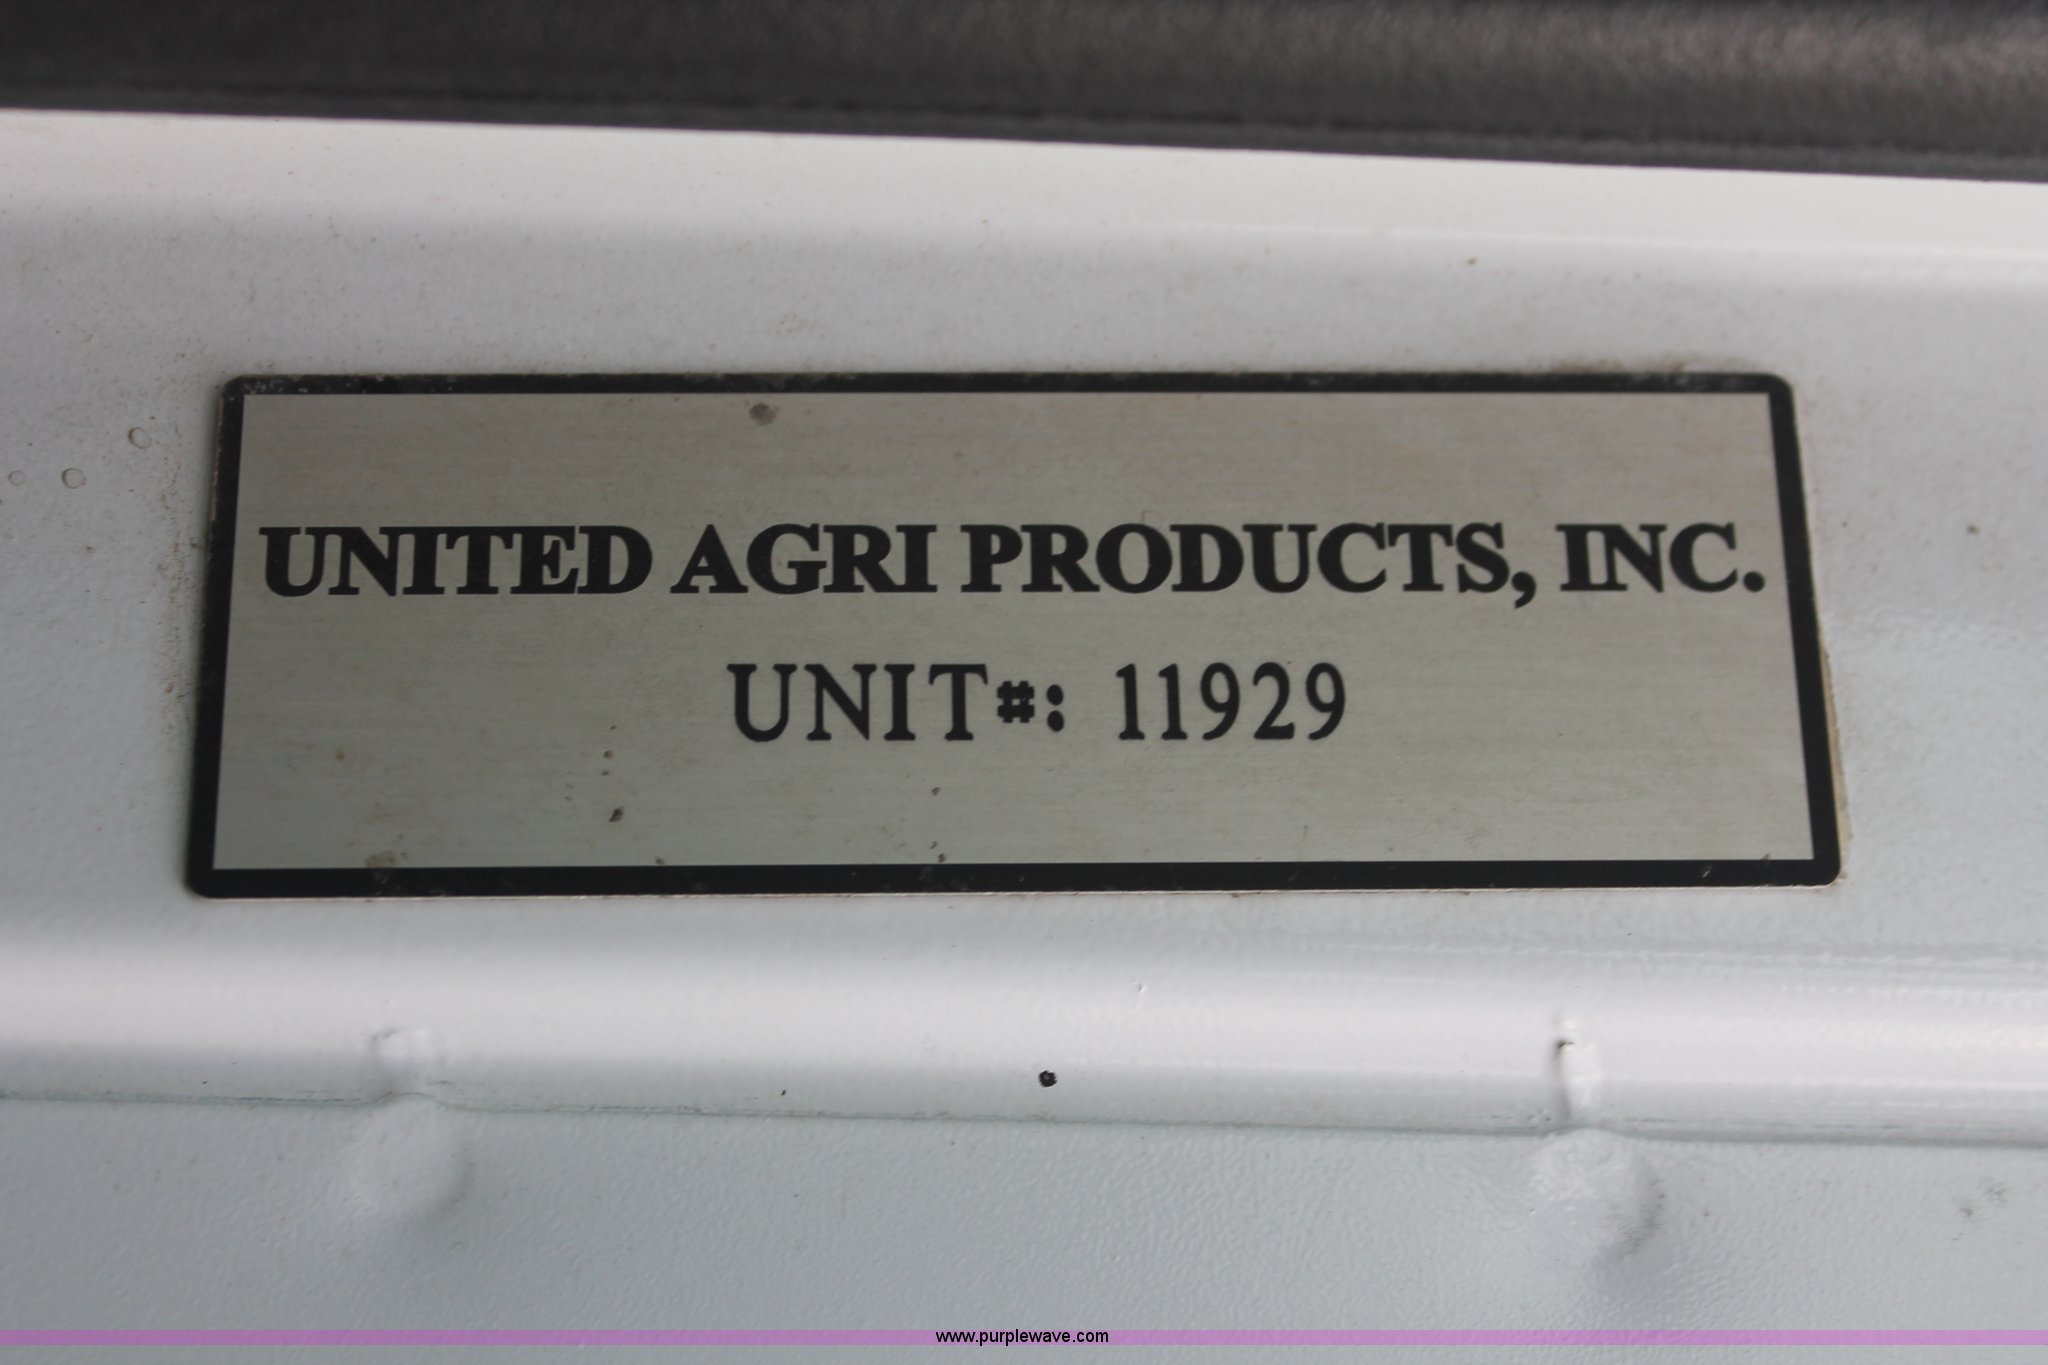 UNITED AGRI PRODUCTS, INC.
UNIT#: 11929
www.purplewave.com